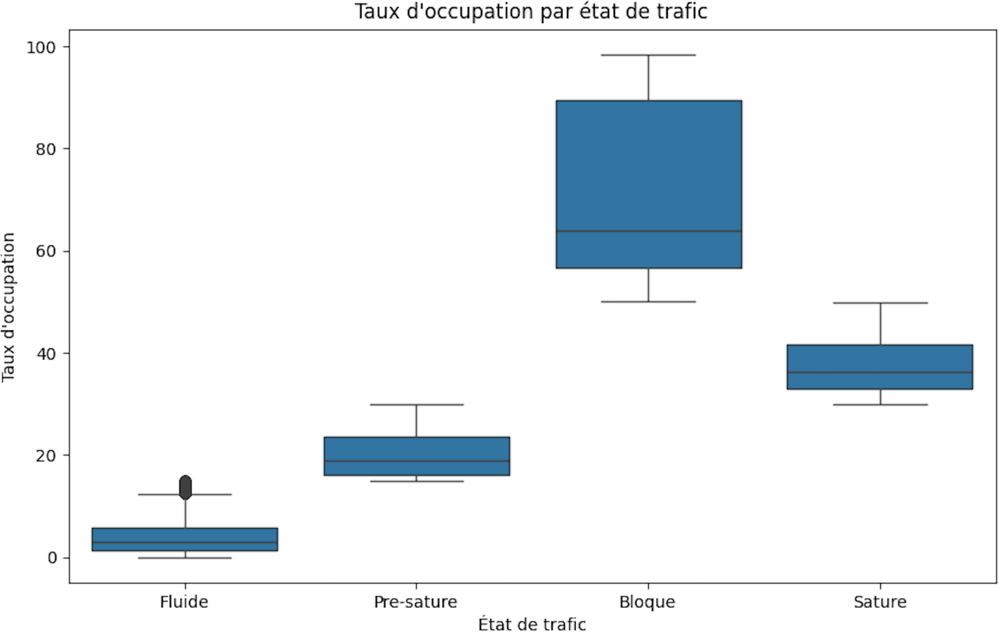 Taux d'occupation par état de trafic
100
80
60
40
20
0
Taux d'occupation
Fluide
Pre-sature
Bloque
Sature
État de trafic